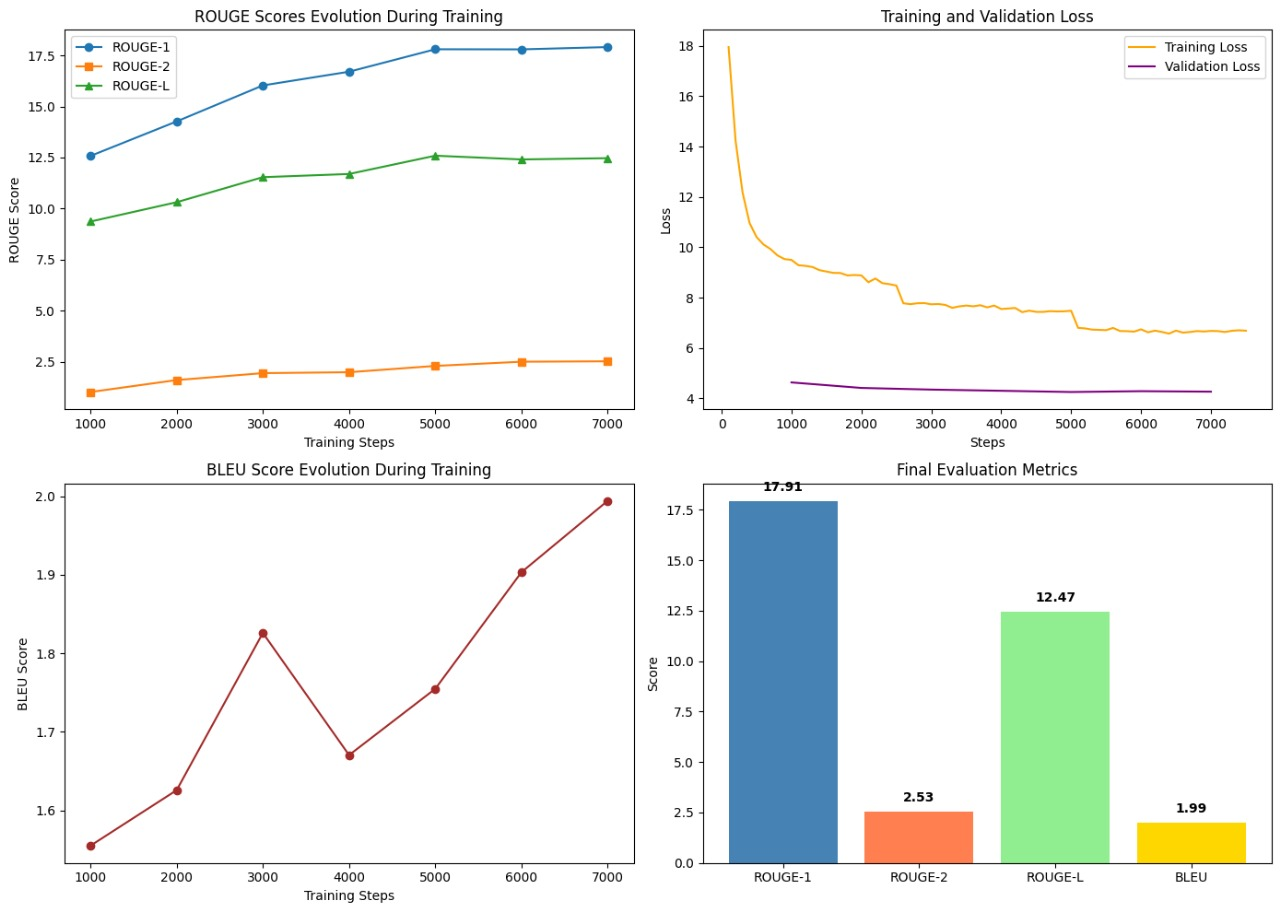 ROUGE Scores Evolution During Training
ROUGE-1
ROUGE-2
ROUGE-L
17.5
15.0
12.5
10.0
7.5
5.0
2.5
ROUGE Score
1000 2000 3000 4000 5000 6000 7000
Training Steps
Training and Validation Loss
Training Loss
Validation Loss
18
16
14
12
10
8
6
4
Loss
0 1000 2000 3000 4000 5000 6000 7000
Steps
BLEU Score Evolution During Training
2.0
1.9
1.8
1.7
1.6
BLEU Score
1000 2000 3000 4000 5000 6000 7000
Training Steps
Final Evaluation Metrics
17.91
2.53
12.47
1.99
17.5
15.0
12.5
10.0
7.5
5.0
2.5
0.0
Score
ROUGE-1 ROUGE-2 ROUGE-L BLEU